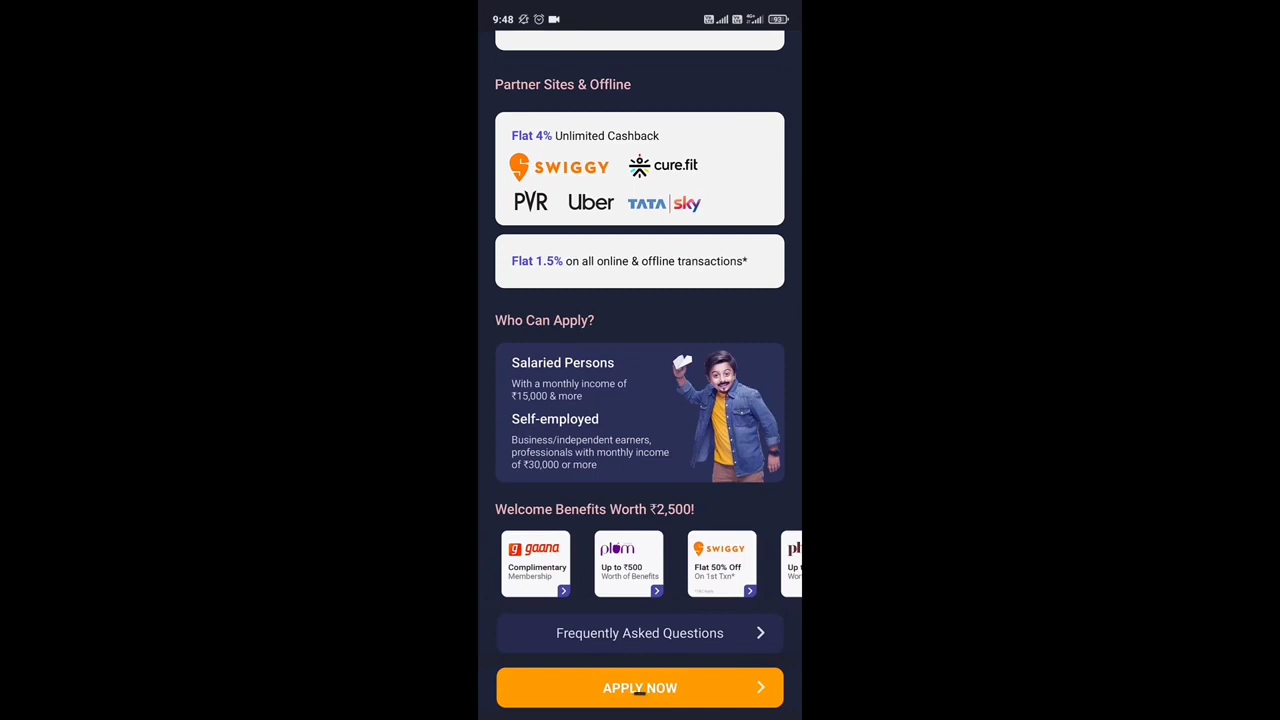 9:48
93
Partner Sites & Offline
Flat 4% Unlimited Cashback
SWIGGY cure.fit
PVR Uber TATA sky
Flat 1.5% on all online & offline transactions*
Who Can Apply?
Salaried Persons
With a monthly income of
₹15,000 & more
Self-employed
Business/independent earners,
professionals with monthly income
of ₹30,000 or more
Welcome Benefits Worth ₹2,500!
gaana
Complimentary
Membership
plum
Up to ₹500
Worth of Benefits
SWIGGY
Flat 50% Off
On 1st Txn*
Frequently Asked Questions
APPLY NOW